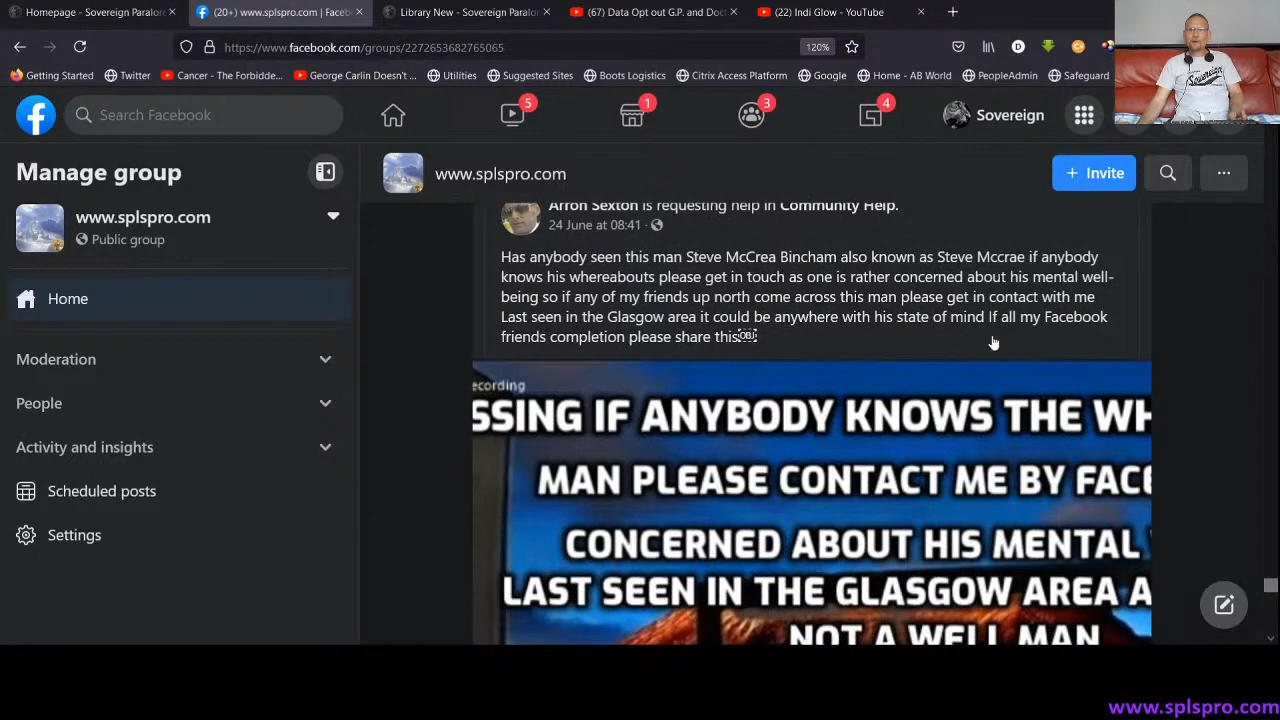 Homepage - Sovereign Paralor
(20+) www.splspro.com | Faceb
Library New - Sovereign Paralor
(67) Data Opt out G.P. and Doct
(22) Indi Glow - YouTube
https://www.facebook.com/groups/2272653682765065
120%
Getting Started
Twitter
Cancer - The Forbidde...
George Carlin Doesn't ...
Utilities
Suggested Sites
Boots Logistics
Citrix Access Platform
Google
Home - AB World
PeopleAdmin
Safeguard
Search Facebook
5
1
3
4
Sovereign
Manage group
www.splspro.com
Public group
Home
Moderation
People
Activity and insights
Scheduled posts
Settings
www.splspro.com
+ Invite
Arron Sexton is requesting help in Community Help.
24 June at 08:41
Has anybody seen this man Steve McCrea Bincham also known as Steve Mccrae if anybody
knows his whereabouts please get in touch as one is rather concerned about his mental well-
being so if any of my friends up north come across this man please get in contact with me
Last seen in the Glasgow area it could be anywhere with his state of mind If all my Facebook
friends completion please share this
ecording
SSING IF ANYBODY KNOWS THE WH
MAN PLEASE CONTACT ME BY FACE
CONCERNED ABOUT HIS MENTAL
LAST SEEN IN THE GLASGOW AREA A
NOT A WELL MAN
www.splspro.com